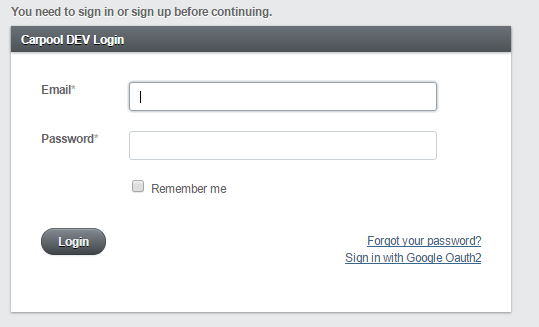 You need to sign in or sign up before continuing.
Carpool DEV Login
Email*
Password*
Remember me
Login
Forgot your password?
Sign in with Google Oauth2